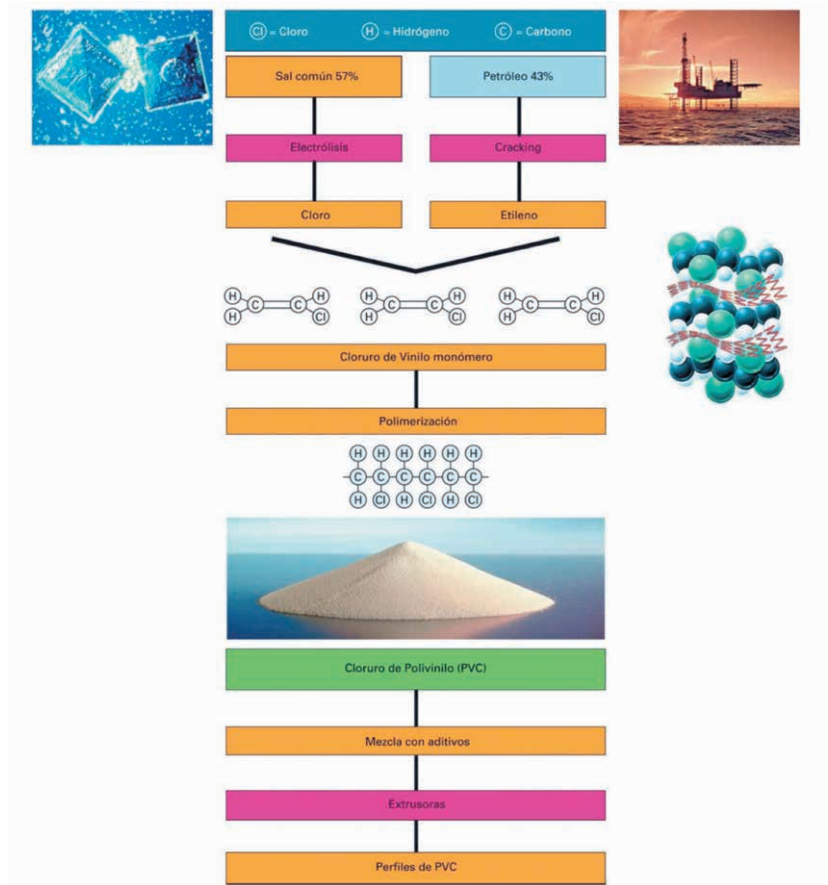 Cl = Cloro H = Hidrógeno C = Carbono
Sal común 57% Petróleo 43%
Electrólisis Cracking
Cloro Etileno
H H H H H H
C C C C C C
H Cl H Cl H Cl
Cloruro de Vinilo monómero
Polimerización
H H H H H H
C C C C C C
H Cl H Cl H Cl
Cloruro de Polivinilo (PVC)
Mezcla con aditivos
Extrusoras
Perfiles de PVC